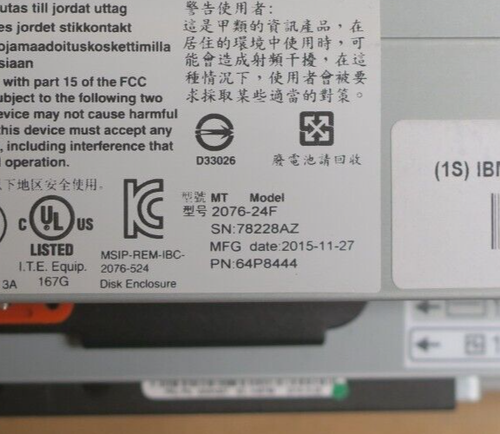 utas till jordat uttag
es jordet stikkontakt
ojamaadoituskoskettimilla
siaan
with part 15 of the FCC
ubject to the following two
evice may not cause harmful
this device must accept any
, including interference that
l operation.
警告使用者:
這是甲類的資訊產品，在
居住的環境中使用時，可
能會造成射頻干擾，在這
種情況下，使用者會被要
求採取某些適當的對策。
D33026
廢電池請回收
下地区安全使用。
C UL US
LISTED
I.T.E. Equip.
3A 167G
MSIP-REM-IBC-
2076-524
Disk Enclosure
型號 MT Model
型号 2076-24F
SN:78228AZ
MFG date:2015-11-27
PN:64P8444
(1S) IBM